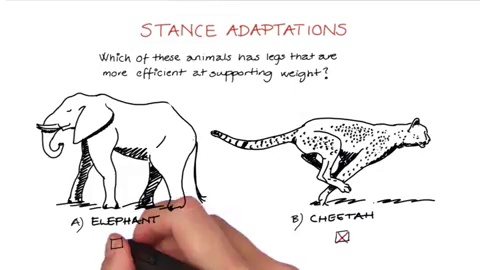 STANCE ADAPTATIONS
Which of these animals has legs that are
more efficient at supporting weight?
A) ELEPHANT
B) CHEETAH